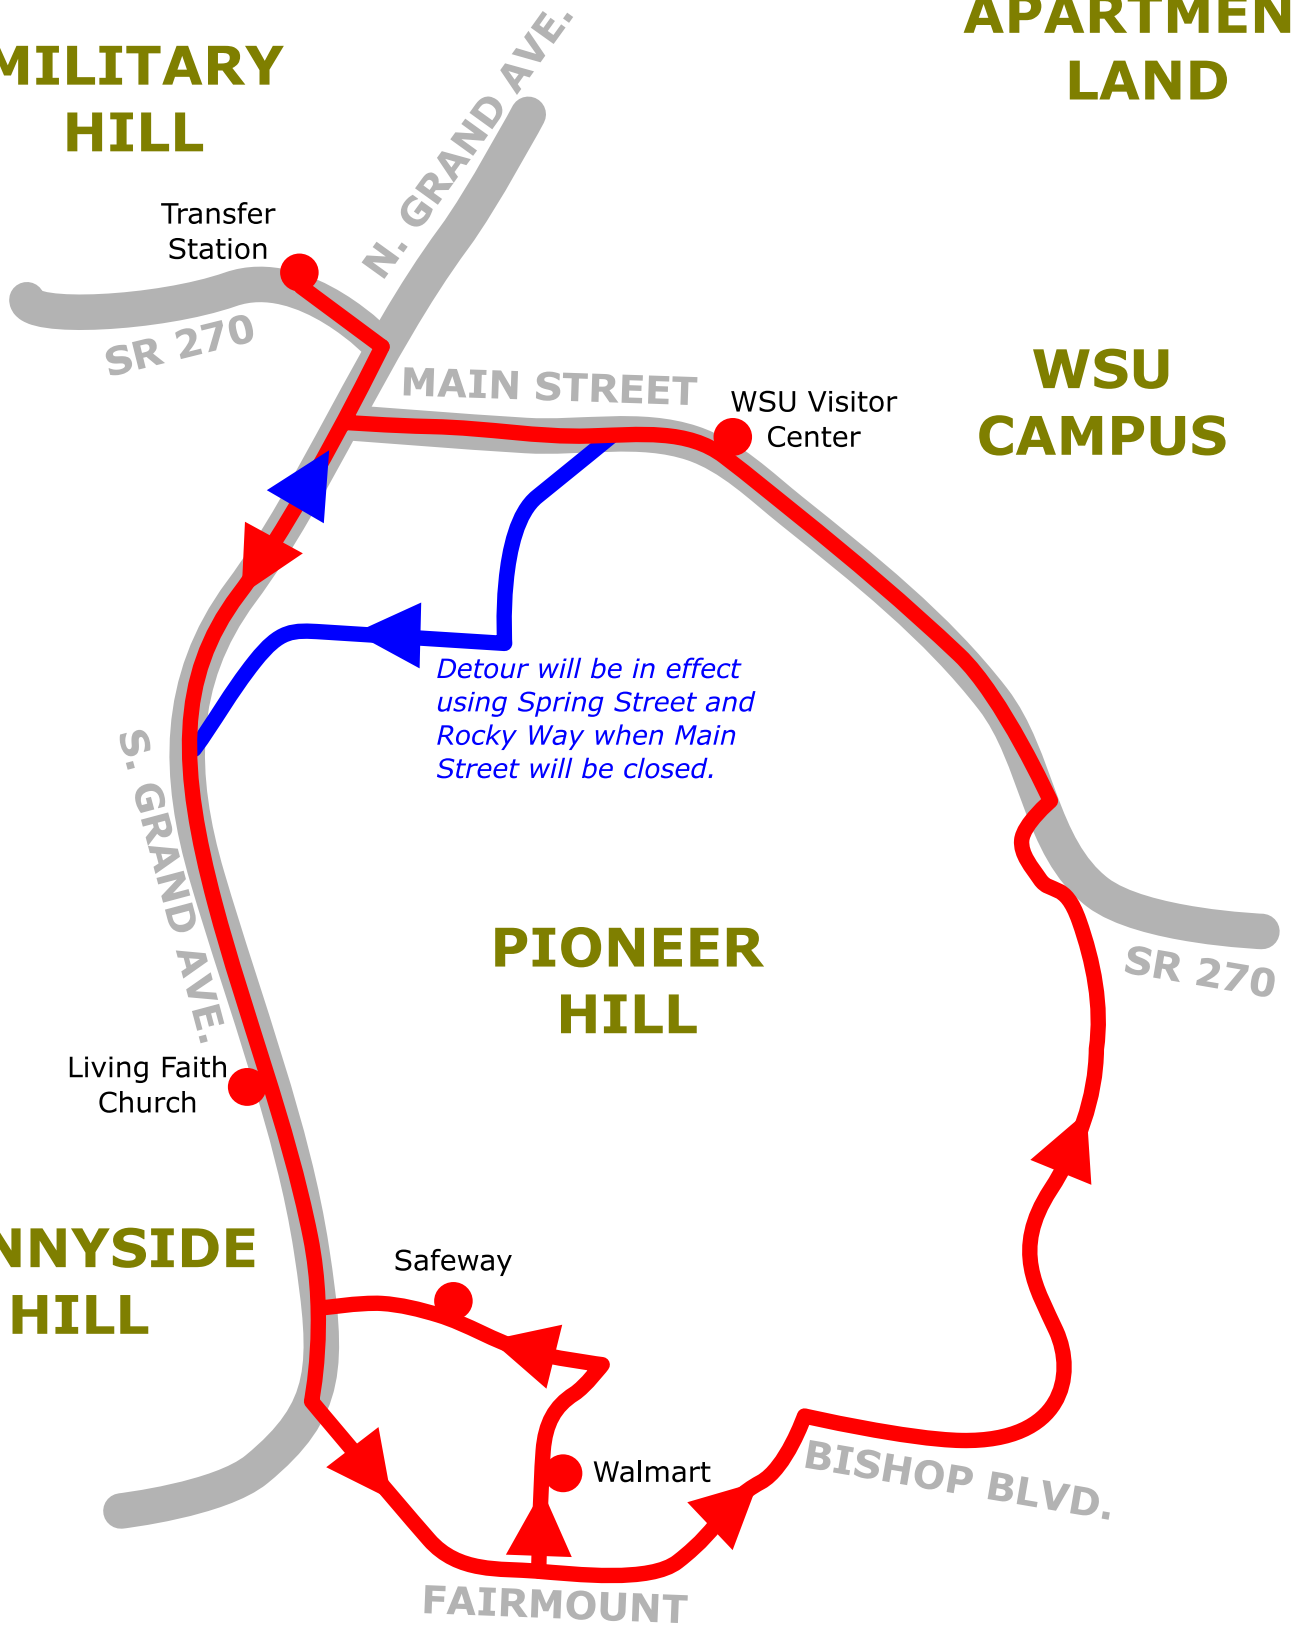 MILITARY
HILL
APARTMEN
LAND
N. GRAND AVE.
Transfer
Station
SR 270
MAIN STREET
WSU Visitor
Center
WSU
CAMPUS
Detour will be in effect
using Spring Street and
Rocky Way when Main
Street will be closed.
S. GRAND AVE.
PIONEER
HILL
SR 270
Living Faith
Church
NNYSIDE
HILL
Safeway
Walmart
BISHOP BLVD.
FAIRMOUNT